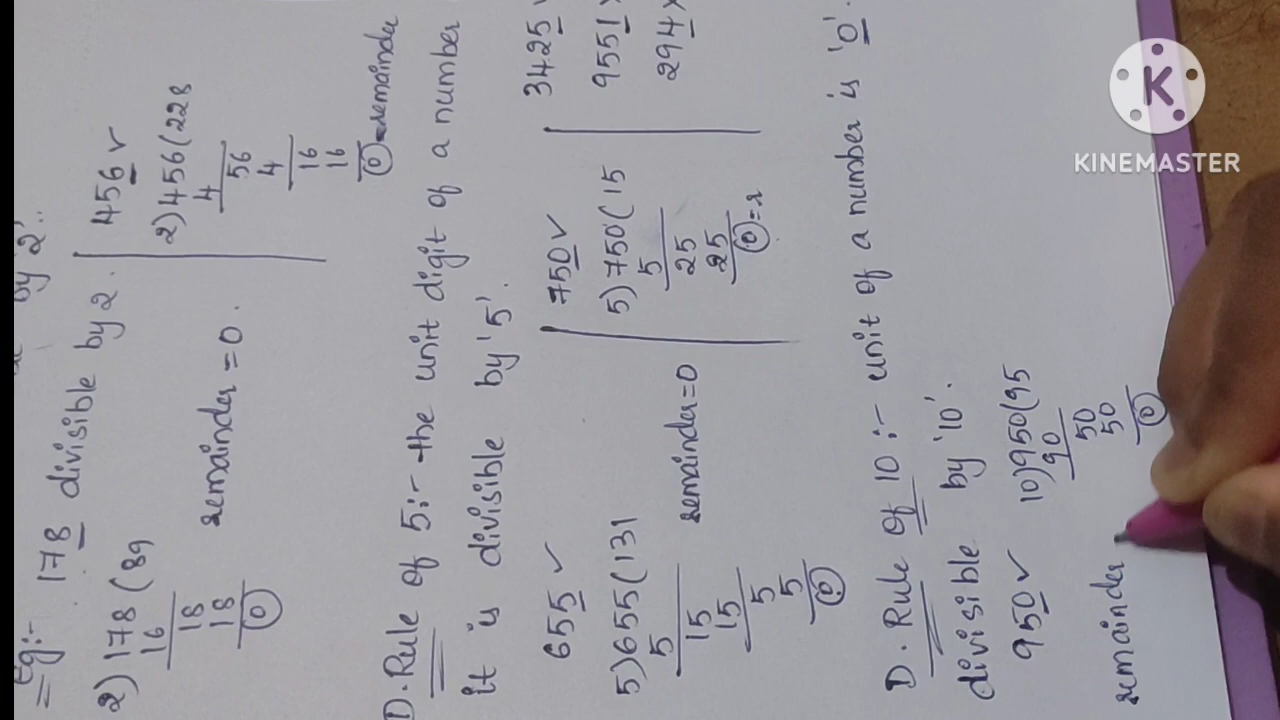 by 2'.
Eg:- 178 divisible by 2.
2) 178 (89
16
18
18
0
remainder = 0.
456 ✓
2) 456 (228
4
56
4
16
16
0 = remainder
D. Rule of 5:- the unit digit of a number
it is divisible by '5'.
655 ✓
5) 655 (131
5
15
15
5
5
0
remainder = 0
750 ✓
5) 750 (15
5
25
25
0 = r
3425
9551 x
294 x
D. Rule of 10 :- unit of a number is '0'.
divisible by '10'.
950 ✓
10) 950 (95
90
50
50
0
remainder
KINEMASTER